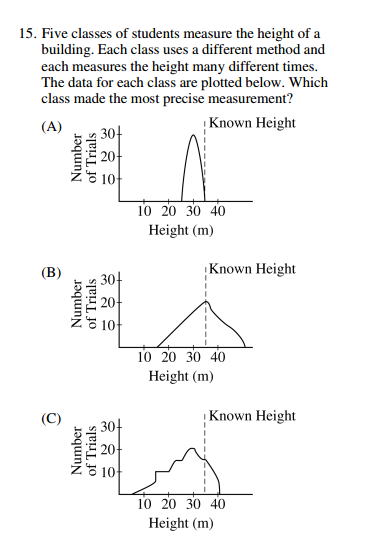 15. Five classes of students measure the height of a
building. Each class uses a different method and
each measures the height many different times.
The data for each class are plotted below. Which
class made the most precise measurement?
(A)
Known Height
Number
of Trials
30
20
10
10 20 30 40
Height (m)
(B)
Known Height
Number
of Trials
30
20
10
10 20 30 40
Height (m)
(C)
Known Height
Number
of Trials
30
20
10
10 20 30 40
Height (m)